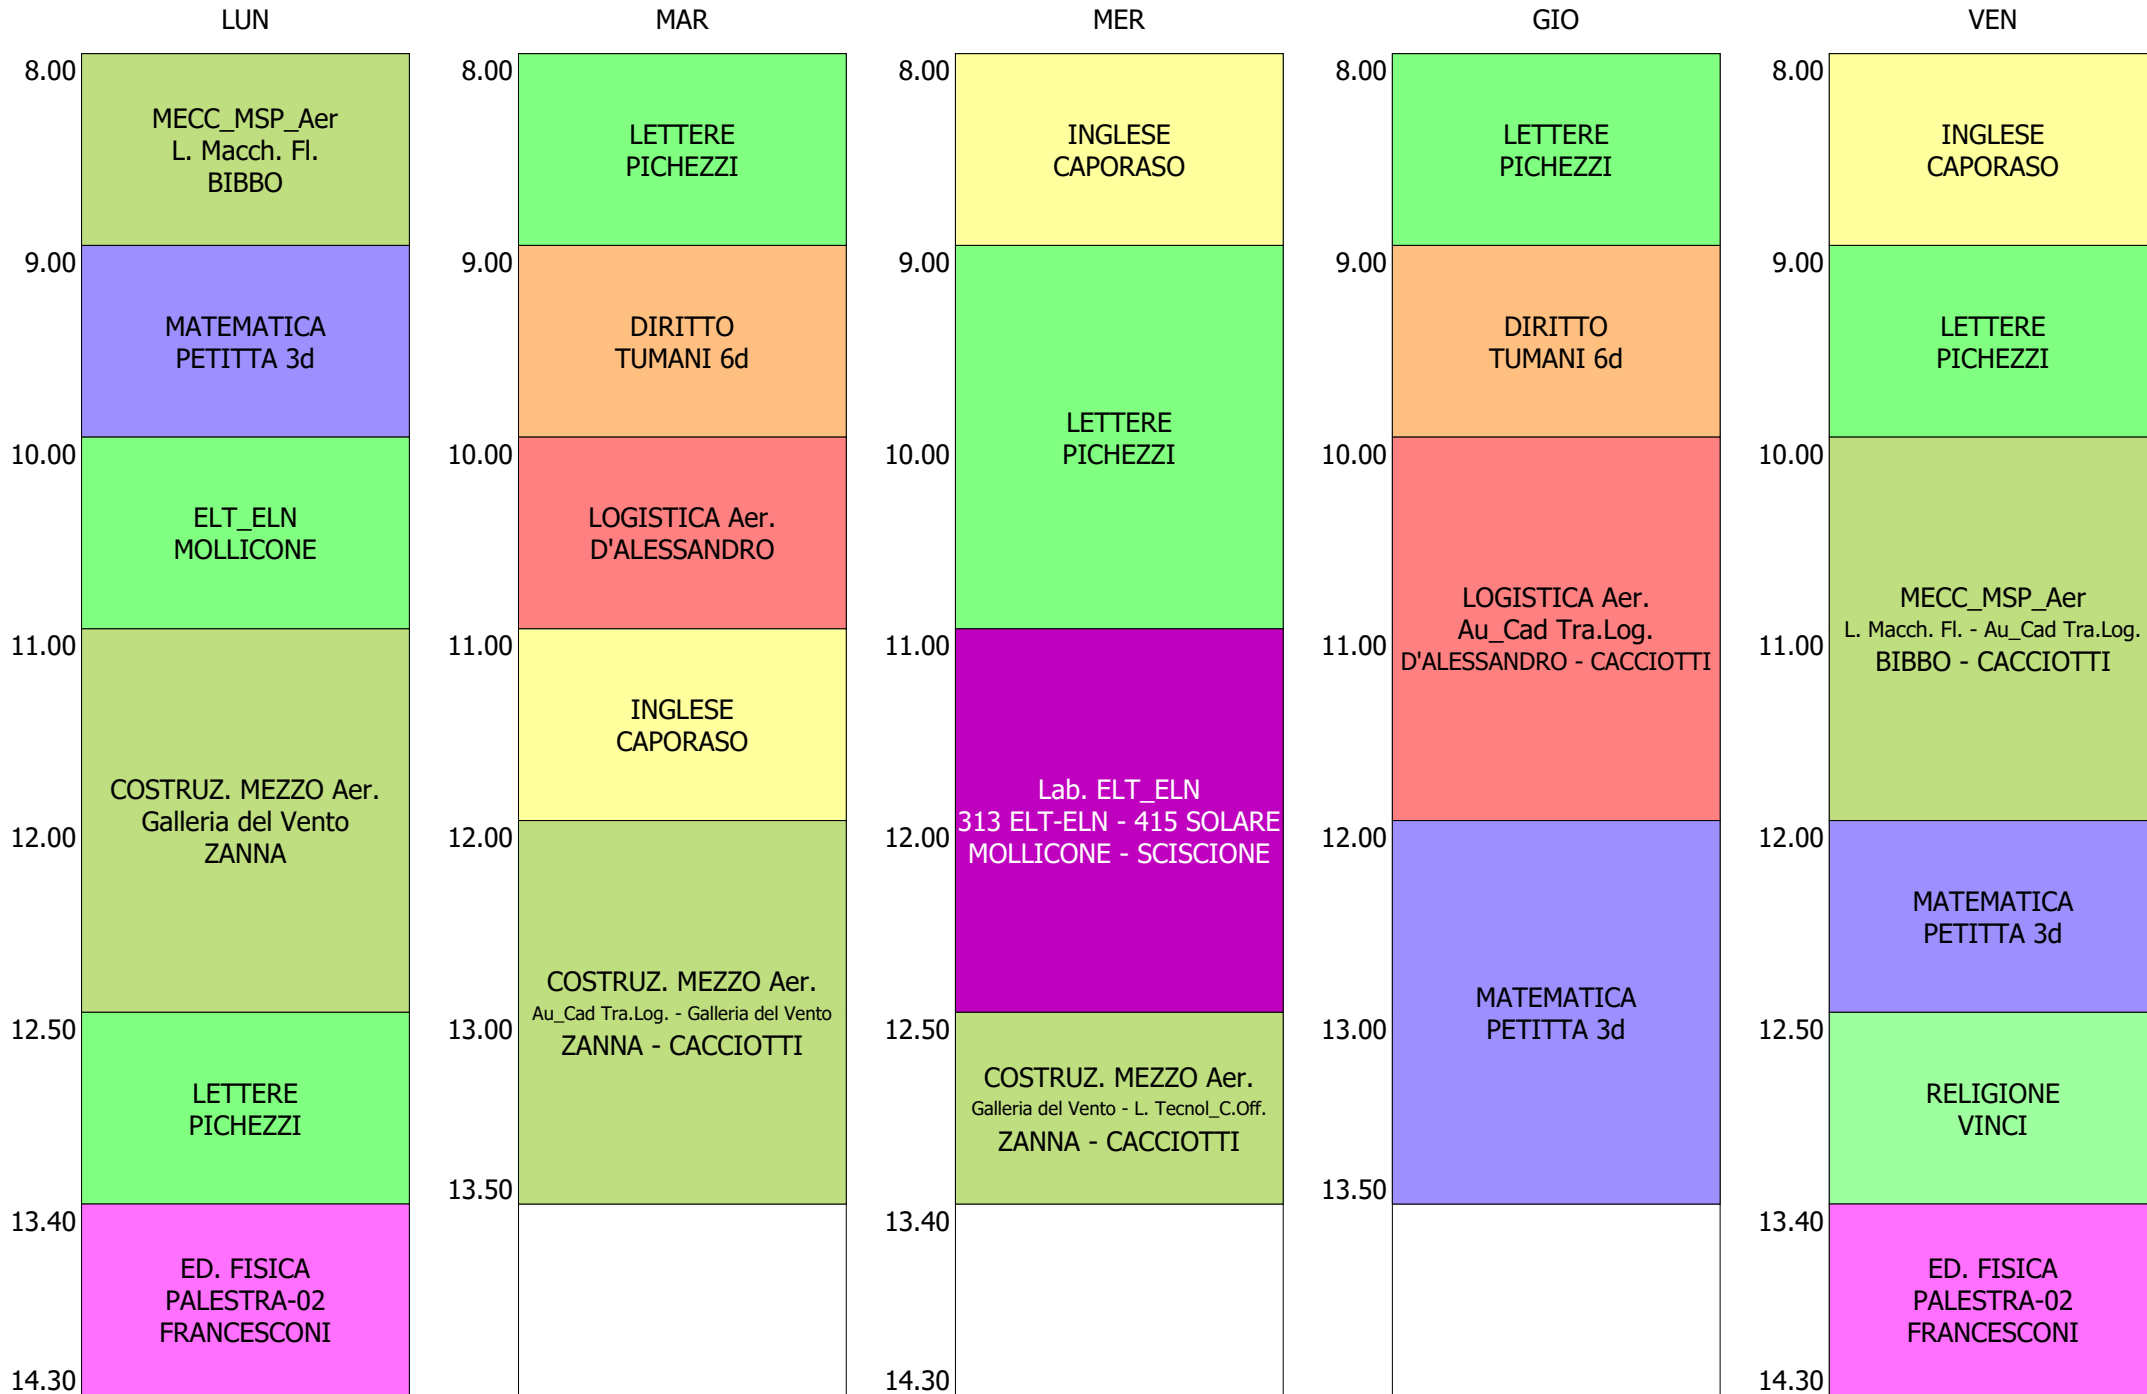 LUN
8.00
MECC_MSP_Aer
L. Macch. Fl.
BIBBO
9.00
MATEMATICA
PETITTA 3d
10.00
ELT_ELN
MOLLICONE
11.00
COSTRUZ. MEZZO Aer.
Galleria del Vento
ZANNA
12.00
12.50
LETTERE
PICHEZZI
13.40
ED. FISICA
PALESTRA-02
FRANCESCONI
14.30
MAR
8.00
LETTERE
PICHEZZI
9.00
DIRITTO
TUMANI 6d
10.00
LOGISTICA Aer.
D'ALESSANDRO
11.00
INGLESE
CAPORASO
12.00
COSTRUZ. MEZZO Aer.
Au_Cad Tra.Log. - Galleria del Vento
ZANNA - CACCIOTTI
13.00
13.50
MER
8.00
INGLESE
CAPORASO
9.00
LETTERE
PICHEZZI
10.00
11.00
Lab. ELT_ELN
313 ELT-ELN - 415 SOLARE
MOLLICONE - SCISCIONE
12.00
12.50
COSTRUZ. MEZZO Aer.
Galleria del Vento - L. Tecnol_C.Off.
ZANNA - CACCIOTTI
13.40
14.30
GIO
8.00
LETTERE
PICHEZZI
9.00
DIRITTO
TUMANI 6d
10.00
LOGISTICA Aer.
Au_Cad Tra.Log.
D'ALESSANDRO - CACCIOTTI
11.00
12.00
MATEMATICA
PETITTA 3d
13.00
13.50
VEN
8.00
INGLESE
CAPORASO
9.00
LETTERE
PICHEZZI
10.00
MECC_MSP_Aer
L. Macch. Fl. - Au_Cad Tra.Log.
BIBBO - CACCIOTTI
11.00
12.00
MATEMATICA
PETITTA 3d
12.50
RELIGIONE
VINCI
13.40
ED. FISICA
PALESTRA-02
FRANCESCONI
14.30